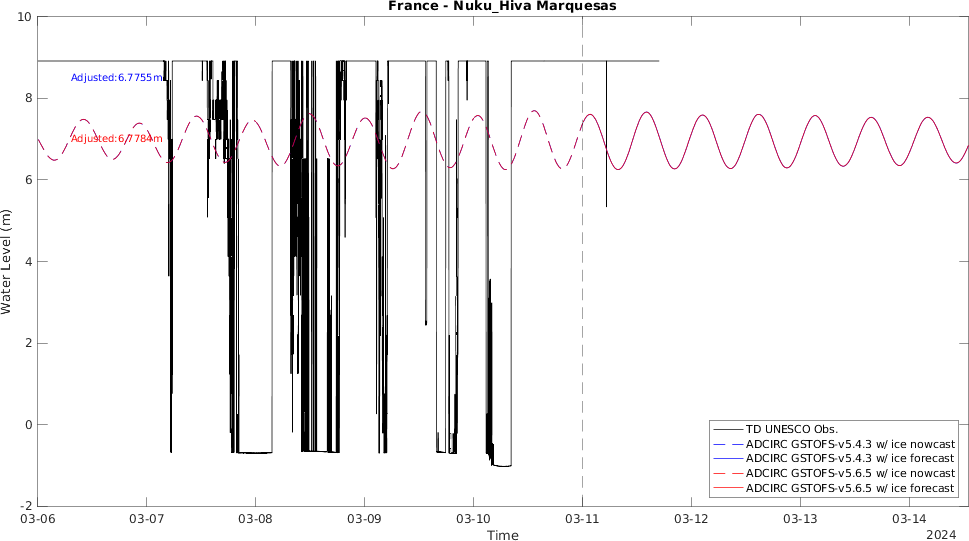 France - Nuku_Hiva Marquesas
10
8
6
4
2
0
-2
Water Level (m)
Adjusted:6.7755m
Adjusted:6.7784m
TD UNESCO Obs.
ADCIRC GSTOFS-v5.4.3 w/ ice nowcast
ADCIRC GSTOFS-v5.4.3 w/ ice forecast
ADCIRC GSTOFS-v5.6.5 w/ ice nowcast
ADCIRC GSTOFS-v5.6.5 w/ ice forecast
03-06 03-07 03-08 03-09 03-10 03-11 03-12 03-13 03-14
Time
2024